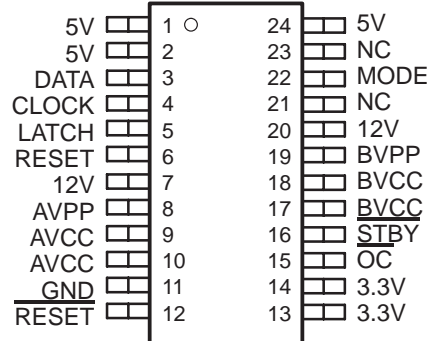 5V 1 24 5V
5V 2 23 NC
DATA 3 22 MODE
CLOCK 4 21 NC
LATCH 5 20 12V
RESET 6 19 BVPP
12V 7 18 BVCC
AVPP 8 17 BVCC
AVCC 9 16 STBY
AVCC 10 15 OC
GND 11 14 3.3V
RESET 12 13 3.3V